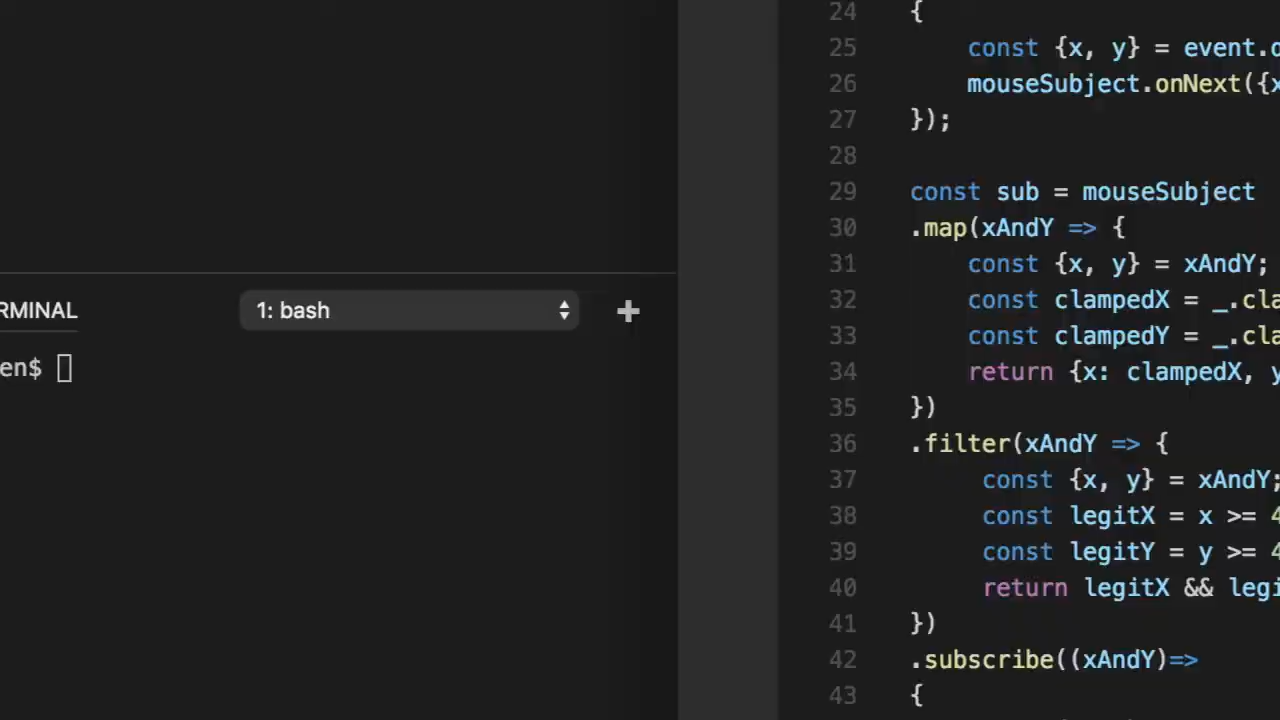 RMINAL
1: bash
en$
24 {
25 const {x, y} = event.
26 mouseSubject.onNext({x
27 });
28
29 const sub = mouseSubject
30 .map(xAndY => {
31 const {x, y} = xAndY;
32 const clampedX = _.cla
33 const clampedY = _.cla
34 return {x: clampedX, y
35 })
36 .filter(xAndY => {
37 const {x, y} = xAndY;
38 const legitX = x >= 4
39 const legitY = y >= 4
40 return legitX && legi
41 })
42 .subscribe((xAndY)=>
43 {